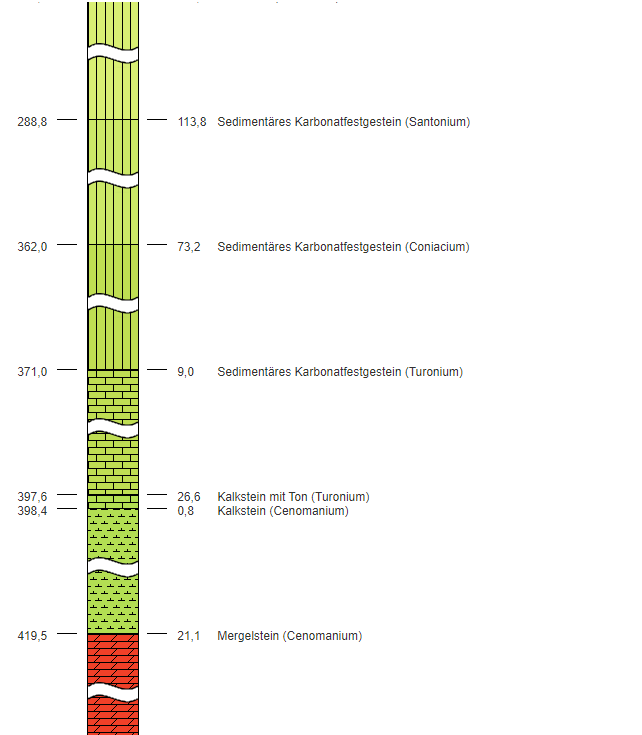 288,8 113,8 Sedimentäres Karbonatfestgestein (Santonium)
362,0 73,2 Sedimentäres Karbonatfestgestein (Coniacium)
371,0 9,0 Sedimentäres Karbonatfestgestein (Turonium)
397,6 26,6 Kalkstein mit Ton (Turonium)
398,4 0,8 Kalkstein (Cenomanium)
419,5 21,1 Mergelstein (Cenomanium)